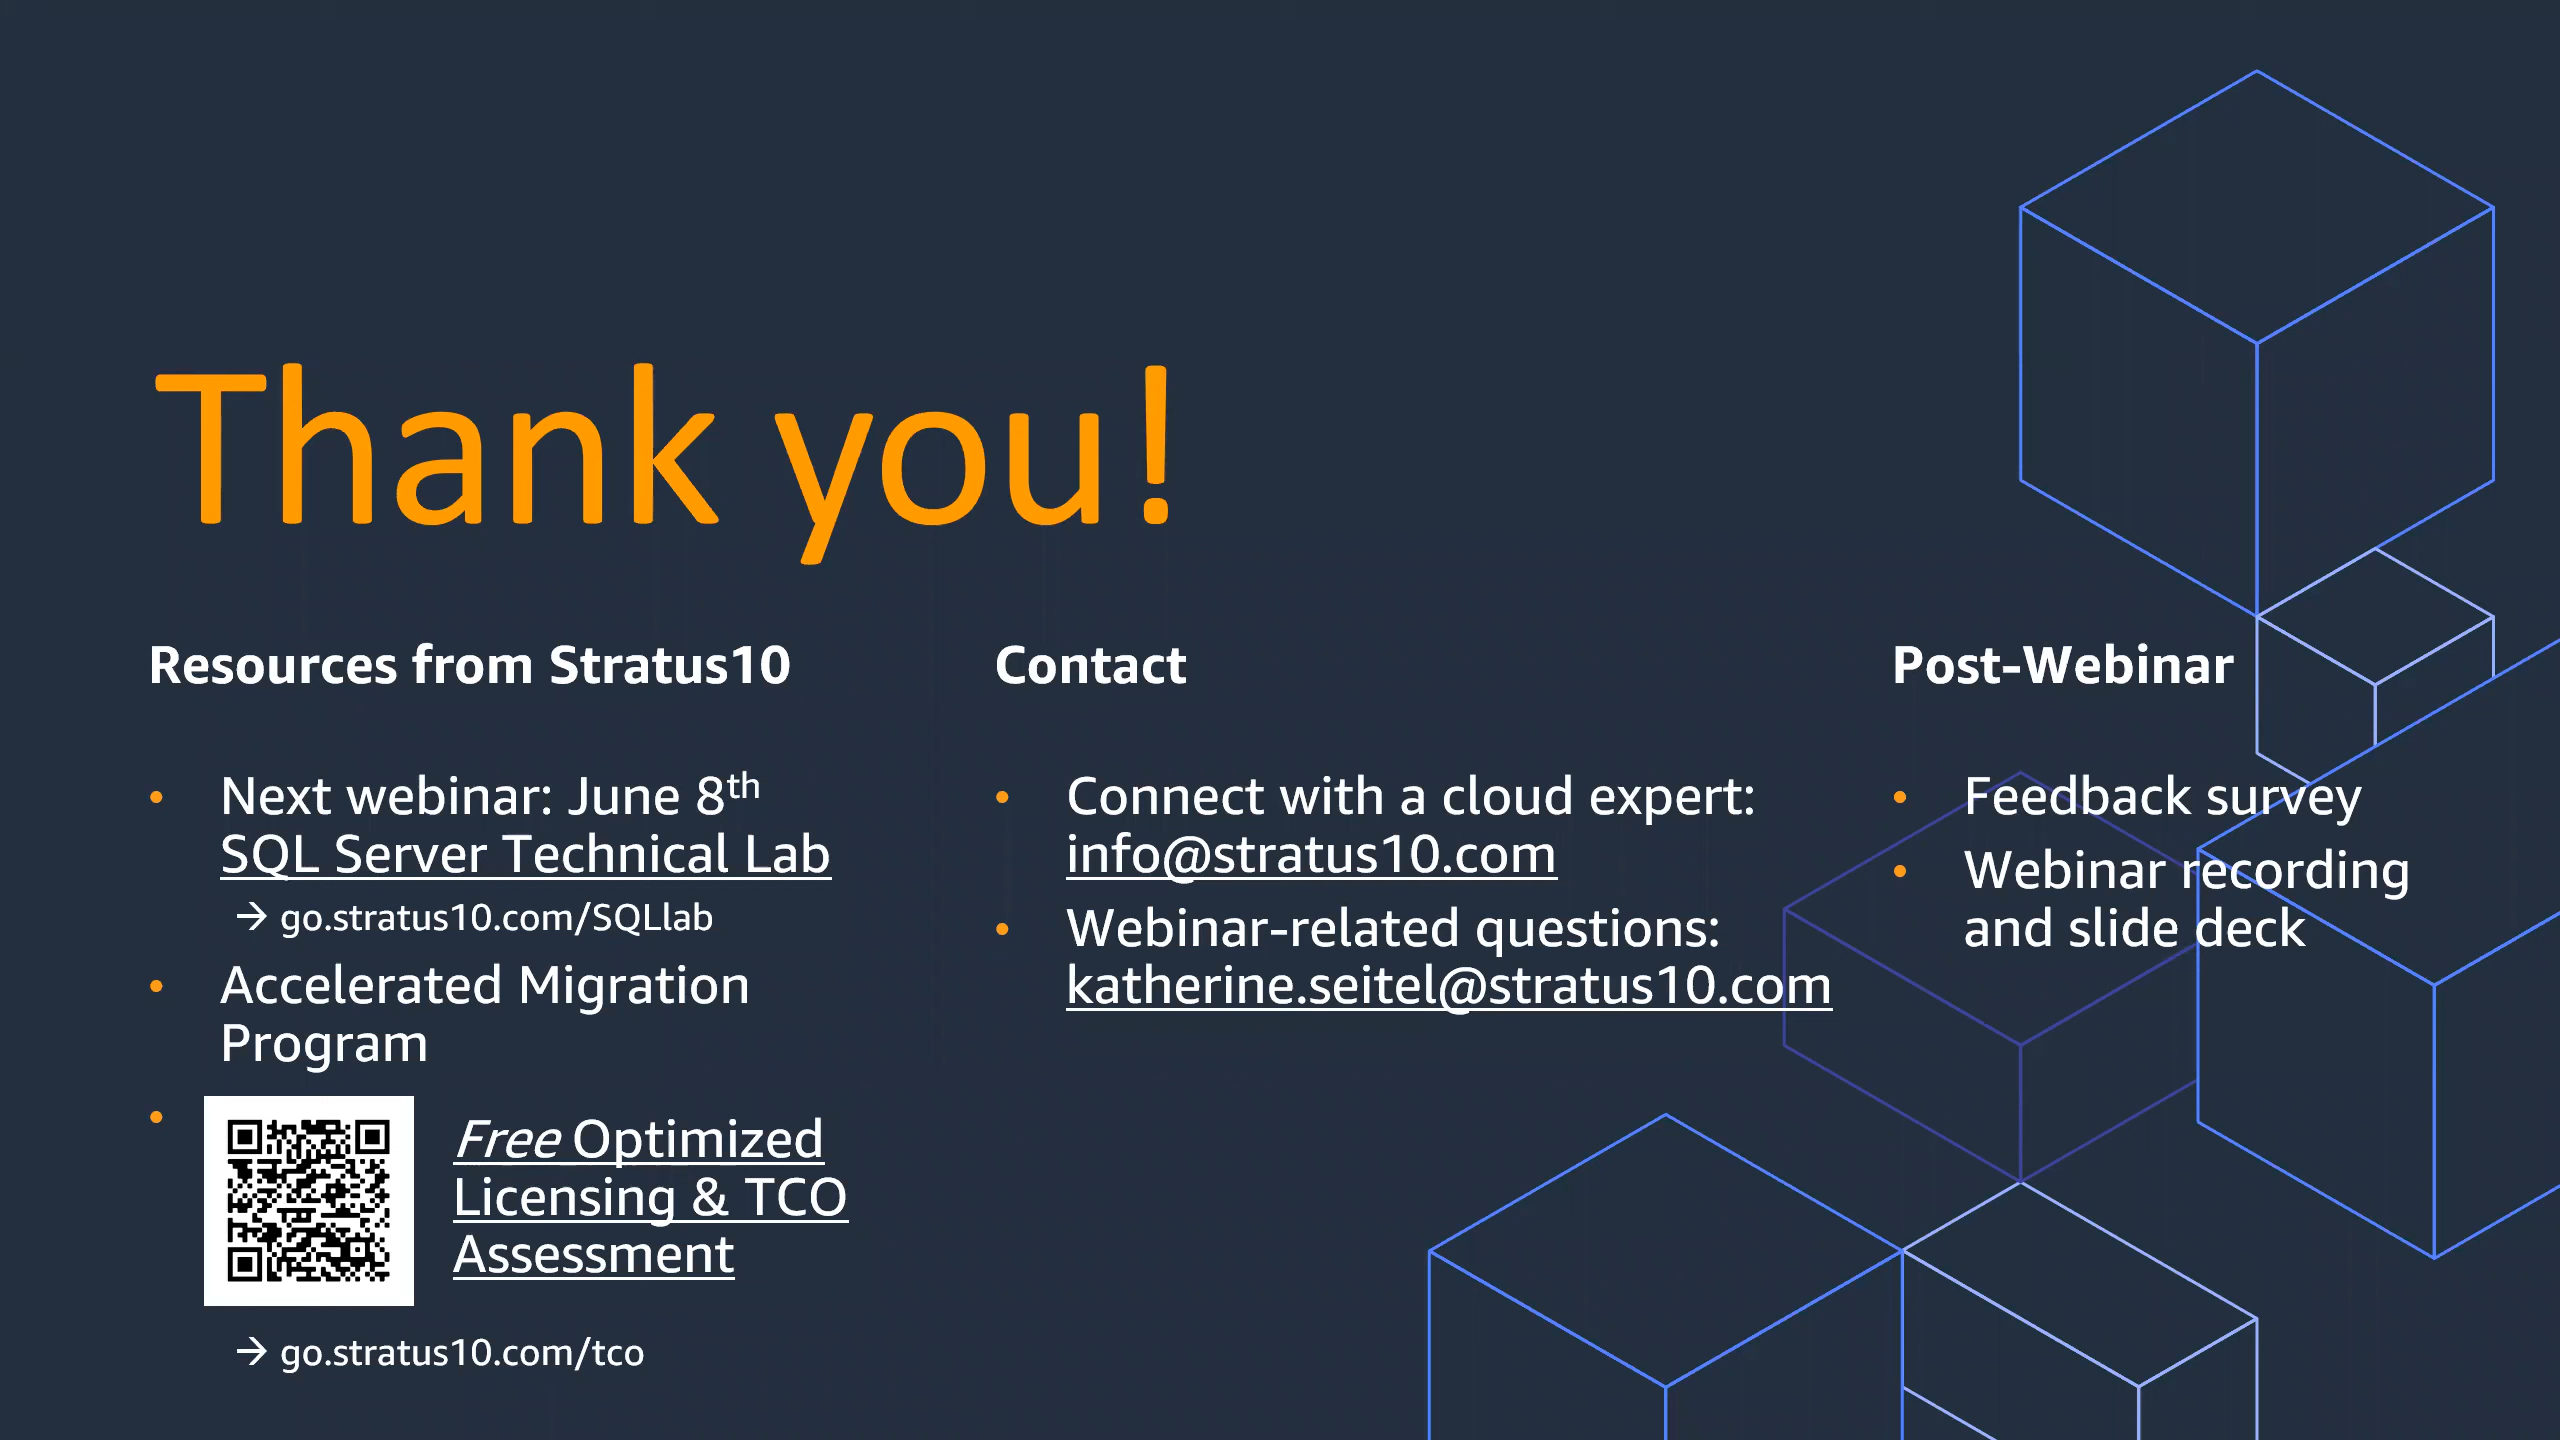 Thank you!
Resources from Stratus10
• Next webinar: June 8th
SQL Server Technical Lab
→ go.stratus10.com/SQLlab
• Accelerated Migration
Program
• Free Optimized
Licensing & TCO
Assessment
→ go.stratus10.com/tco
Contact
• Connect with a cloud expert:
info@stratus10.com
• Webinar-related questions:
katherine.seitel@stratus10.com
Post-Webinar
• Feedback survey
• Webinar recording
and slide deck